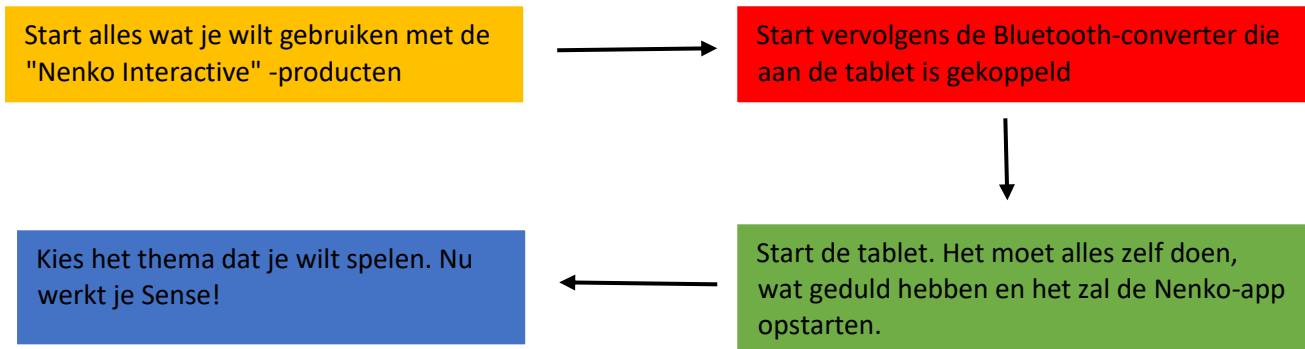 Start alles wat je wilt gebruiken met de
"Nenko Interactive" -producten
Start vervolgens de Bluetooth-converter die
aan de tablet is gekoppeld
Start de tablet. Het moet alles zelf doen,
wat geduld hebben en het zal de Nenko-app
opstarten.
Kies het thema dat je wilt spelen. Nu
werkt je Sense!